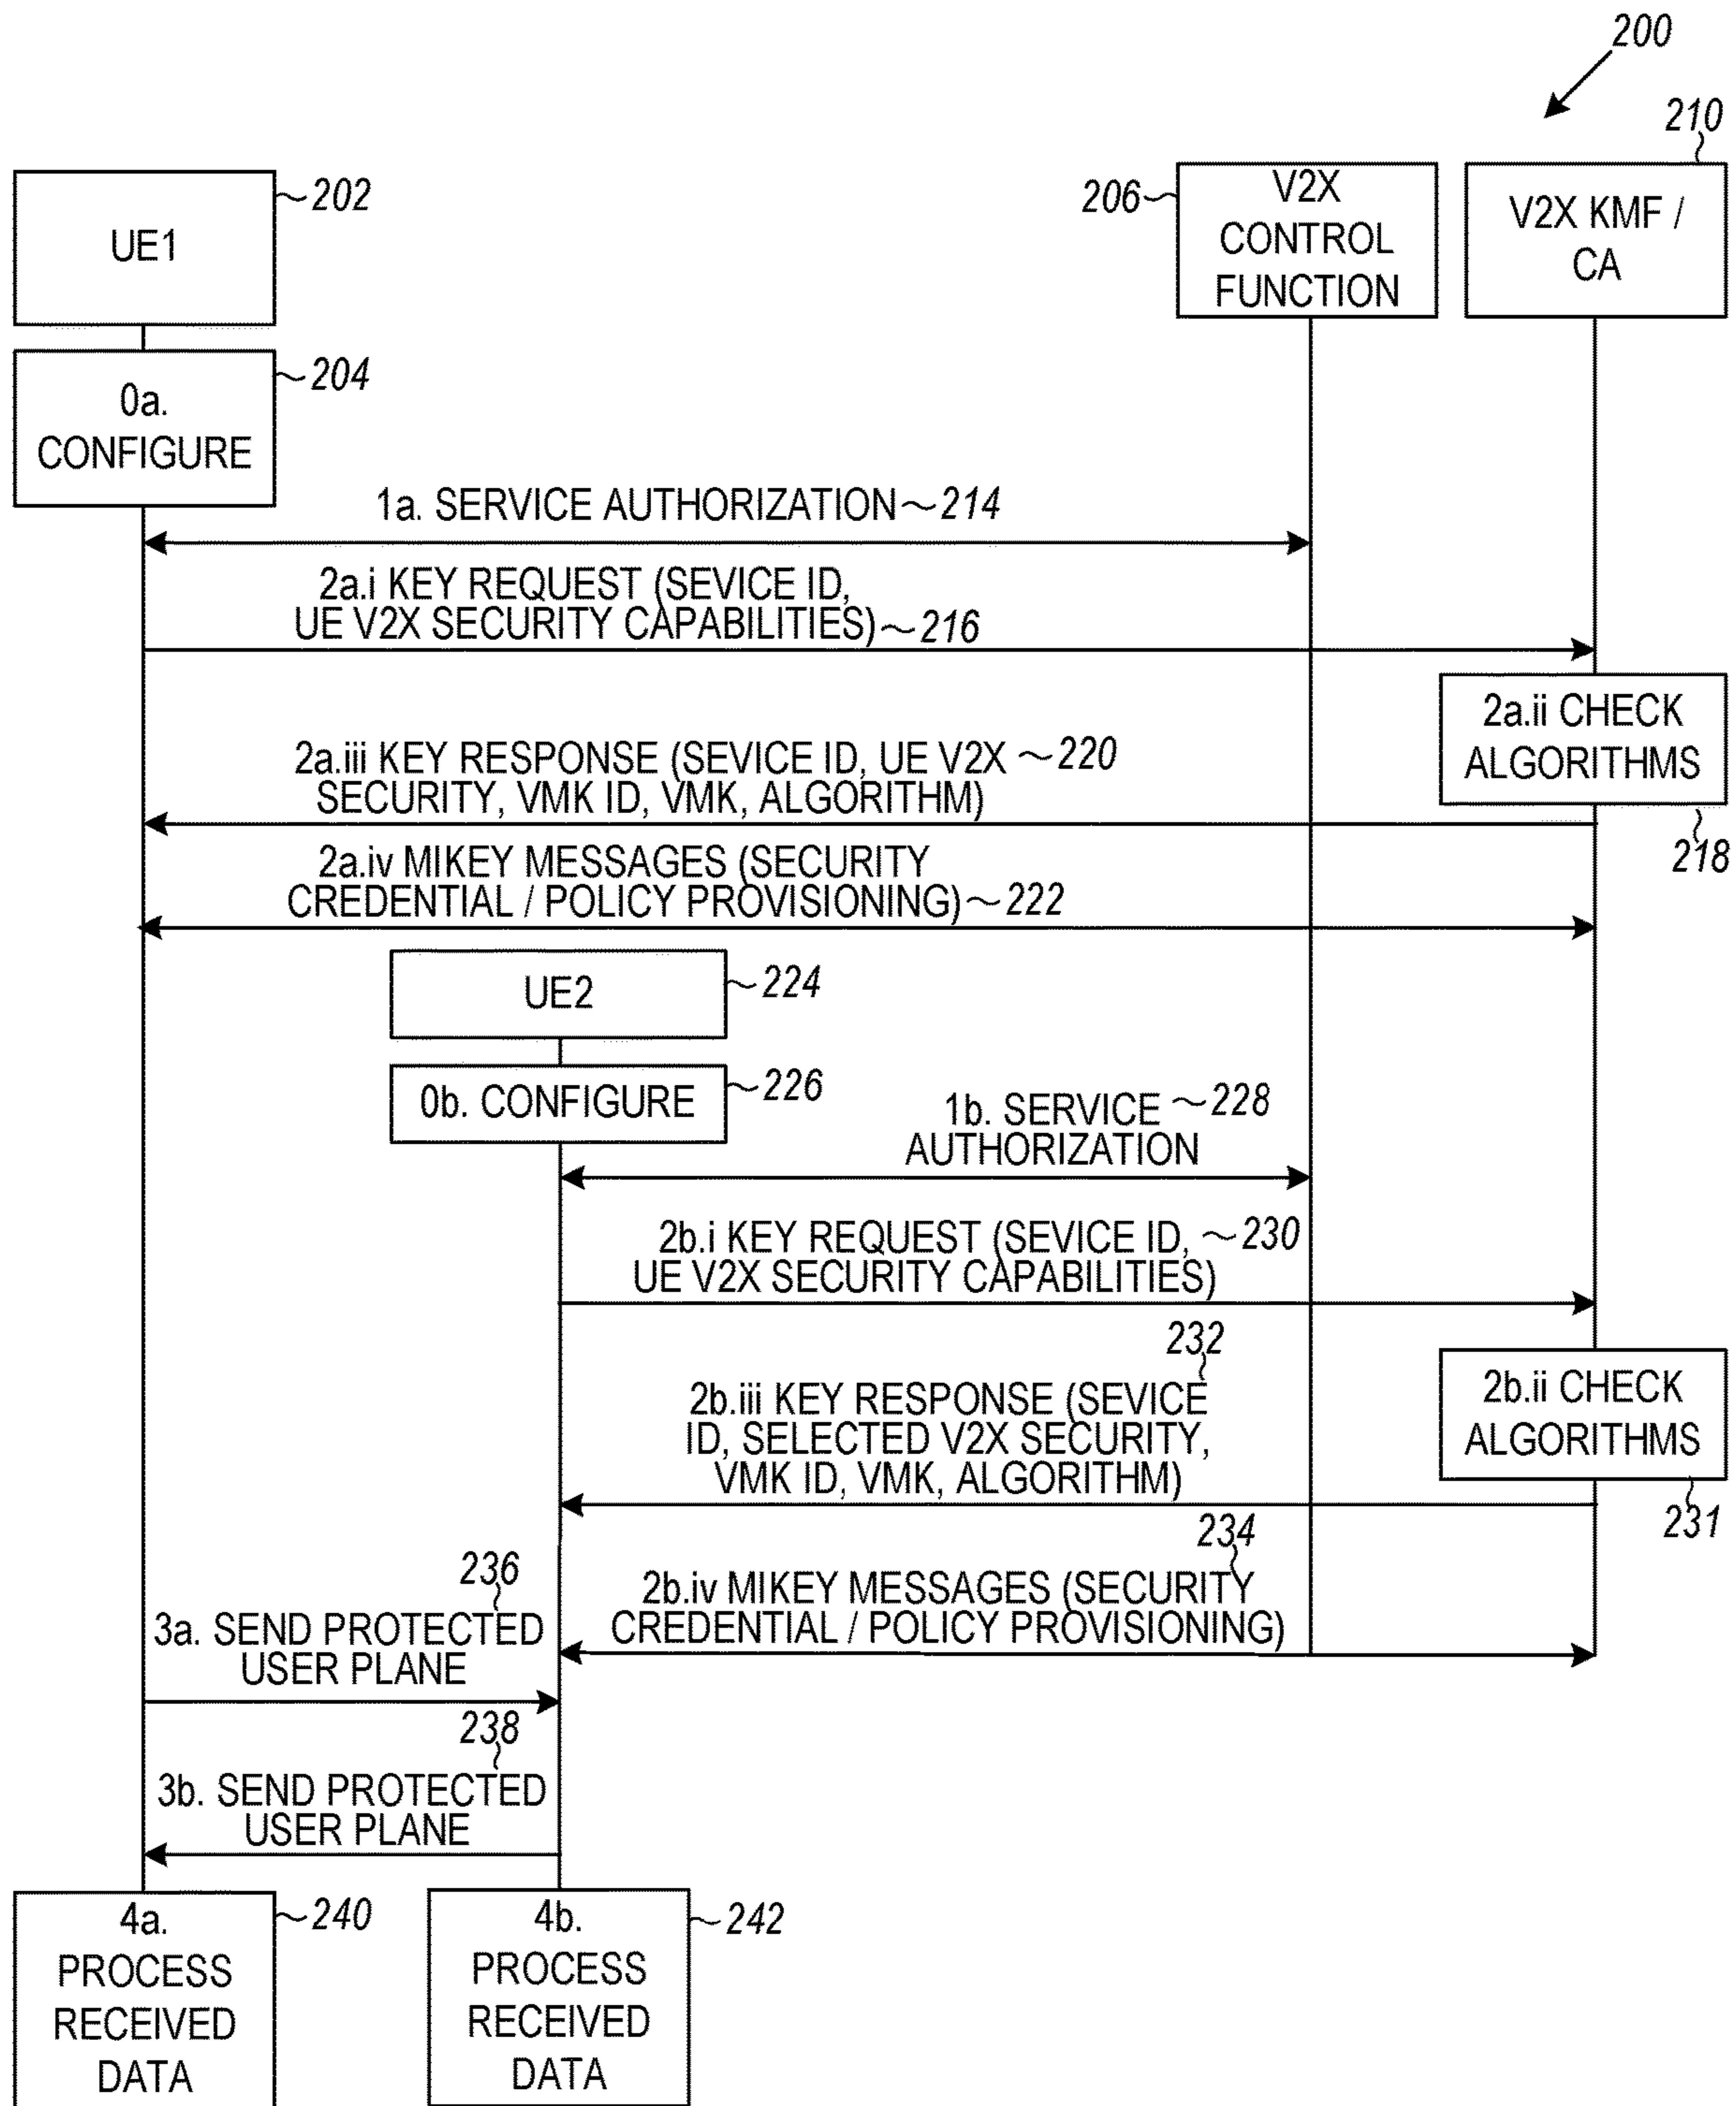 200
210
202
206
UE1
V2X
CONTROL
FUNCTION
V2X KMF /
CA
204
0a.
CONFIGURE
1a. SERVICE AUTHORIZATION 214
2a.i KEY REQUEST (SEVICE ID,
UE V2X SECURITY CAPABILITIES) 216
2a.ii CHECK
ALGORITHMS
218
2a.iii KEY RESPONSE (SEVICE ID, UE V2X 220
SECURITY, VMK ID, VMK, ALGORITHM)
2a.iv MIKEY MESSAGES (SECURITY
CREDENTIAL / POLICY PROVISIONING) 222
UE2
224
0b. CONFIGURE
226
1b. SERVICE 228
AUTHORIZATION
2b.i KEY REQUEST (SEVICE ID, 230
UE V2X SECURITY CAPABILITIES)
232
2b.ii CHECK
ALGORITHMS
231
2b.iii KEY RESPONSE (SEVICE
ID, SELECTED V2X SECURITY,
VMK ID, VMK, ALGORITHM)
234
2b.iv MIKEY MESSAGES (SECURITY
CREDENTIAL / POLICY PROVISIONING)
236
3a. SEND PROTECTED
USER PLANE
238
3b. SEND PROTECTED
USER PLANE
4a.
PROCESS
RECEIVED
DATA
240
4b.
PROCESS
RECEIVED
DATA
242